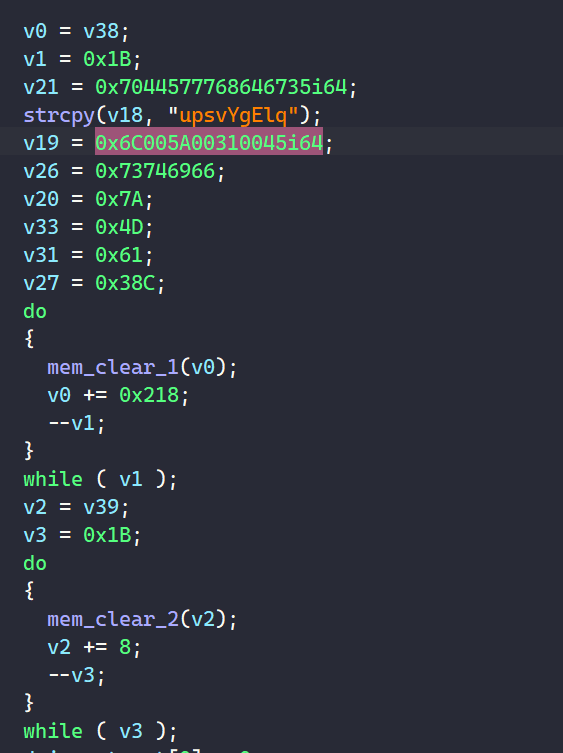 v0 = v38;
v1 = 0x1B;
v21 = 0x7044577768646735i64;
strcpy(v18, "upsvYgElq");
v19 = 0x6C005A00310045i64;
v26 = 0x73746966;
v20 = 0x7A;
v33 = 0x4D;
v31 = 0x61;
v27 = 0x38C;
do
{
mem_clear_1(v0);
v0 += 0x218;
--v1;
}
while ( v1 );
v2 = v39;
v3 = 0x1B;
do
{
mem_clear_2(v2);
v2 += 8;
--v3;
}
while ( v3 );